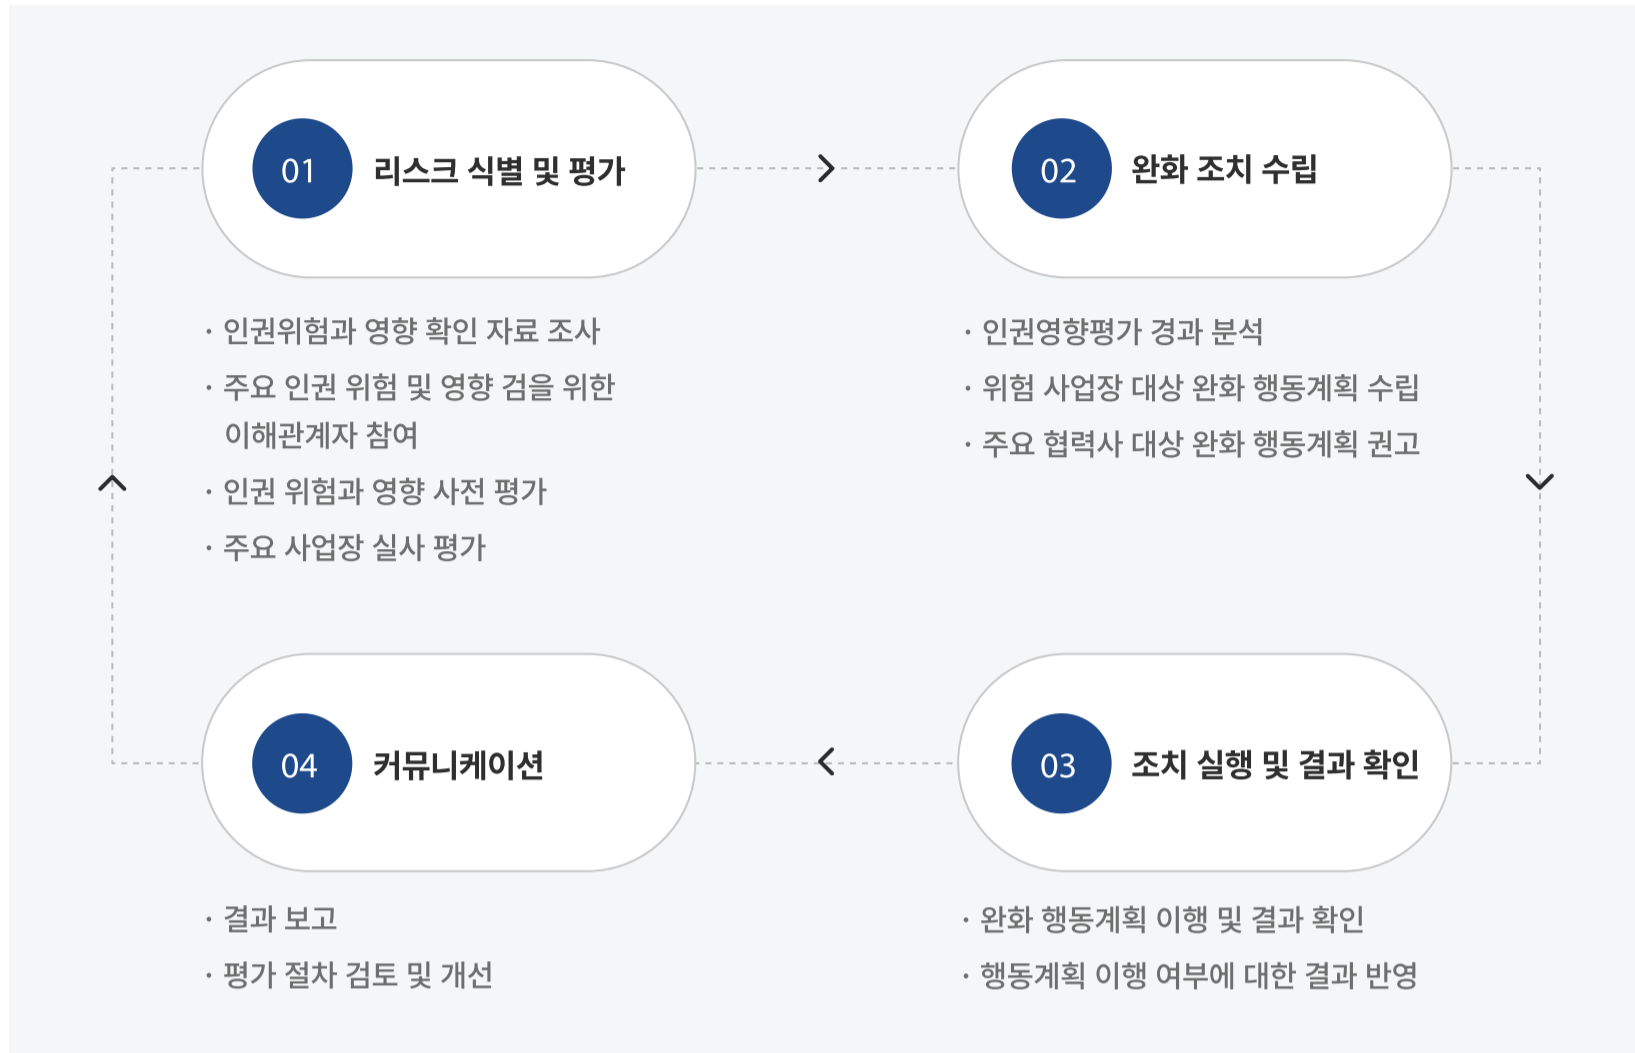 01 리스크 식별 및 평가
· 인권위험과 영향 확인 자료 조사
· 주요 인권 위험 및 영향 검을 위한
이해관계자 참여
· 인권 위험과 영향 사전 평가
· 주요 사업장 실사 평가
02 완화 조치 수립
· 인권영향평가 경과 분석
· 위험 사업장 대상 완화 행동계획 수립
· 주요 협력사 대상 완화 행동계획 권고
03 조치 실행 및 결과 확인
· 완화 행동계획 이행 및 결과 확인
· 행동계획 이행 여부에 대한 결과 반영
04 커뮤니케이션
· 결과 보고
· 평가 절차 검토 및 개선